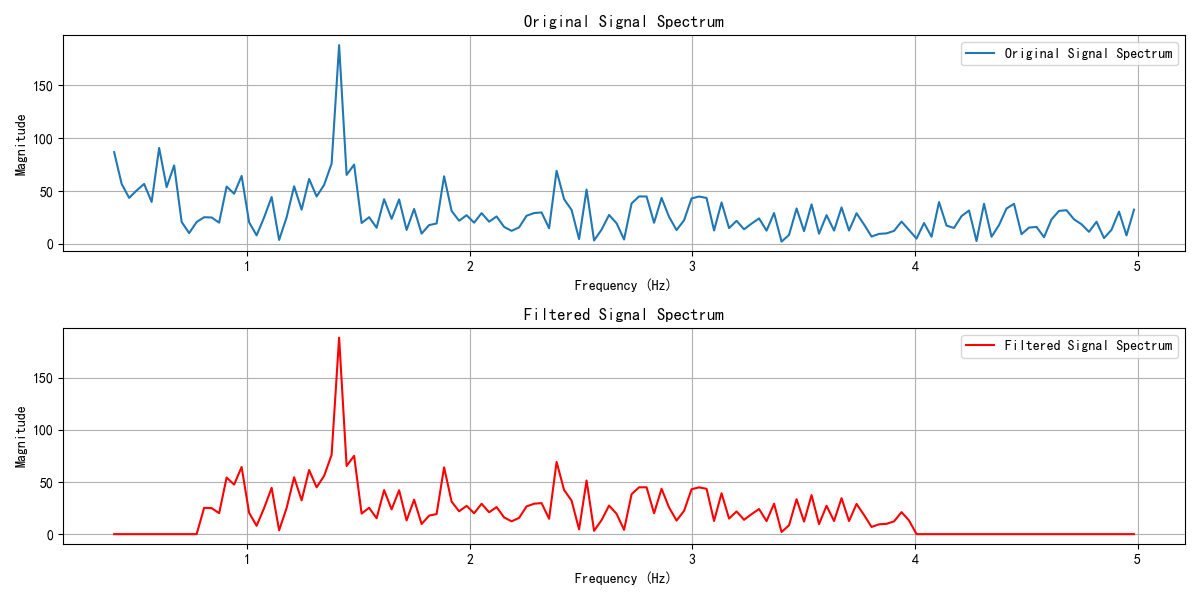 Original Signal Spectrum
Original Signal Spectrum
150
100
50
0
Magnitude
1 2 3 4 5
Frequency (Hz)
Filtered Signal Spectrum
Filtered Signal Spectrum
150
100
50
0
Magnitude
1 2 3 4 5
Frequency (Hz)